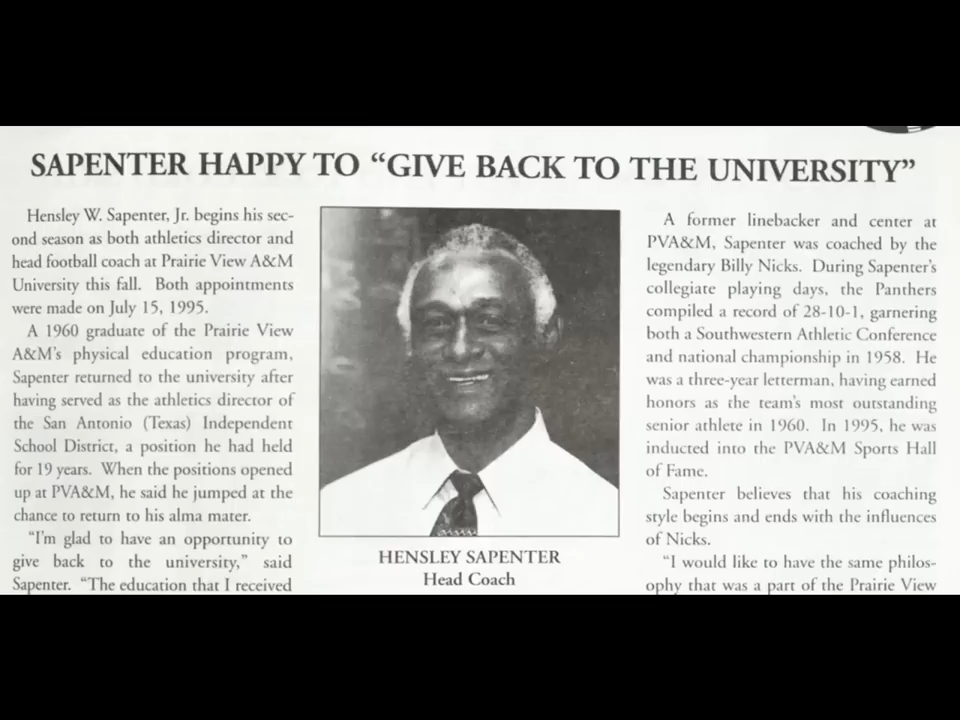 SAPENTER HAPPY TO “GIVE BACK TO THE UNIVERSITY”
Hensley W. Sapenter, Jr. begins his sec-
ond season as both athletics director and
head football coach at Prairie View A&M
University this fall. Both appointments
were made on July 15, 1995.
A 1960 graduate of the Prairie View
A&M’s physical education program,
Sapenter returned to the university after
having served as the athletics director of
the San Antonio (Texas) Independent
School District, a position he had held
for 19 years. When the positions opened
up at PVA&M, he said he jumped at the
chance to return to his alma mater.
“I’m glad to have an opportunity to
give back to the university,” said
Sapenter. “The education that I received
HENSLEY SAPENTER
Head Coach
A former linebacker and center at
PVA&M, Sapenter was coached by the
legendary Billy Nicks. During Sapenter’s
collegiate playing days, the Panthers
compiled a record of 28-10-1, garnering
both a Southwestern Athletic Conference
and national championship in 1958. He
was a three-year letterman, having earned
honors as the team’s most outstanding
senior athlete in 1960. In 1995, he was
inducted into the PVA&M Sports Hall
of Fame.
Sapenter believes that his coaching
style begins and ends with the influences
of Nicks.
“I would like to have the same philos-
ophy that was a part of the Prairie View